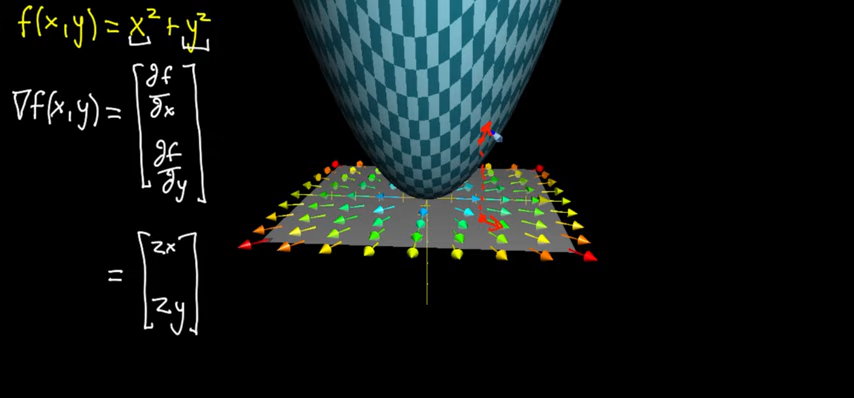 f(x,y) = x² + y²
∇f(x,y) = [∂f/∂x
∂f/∂y]
= [2x
2y]